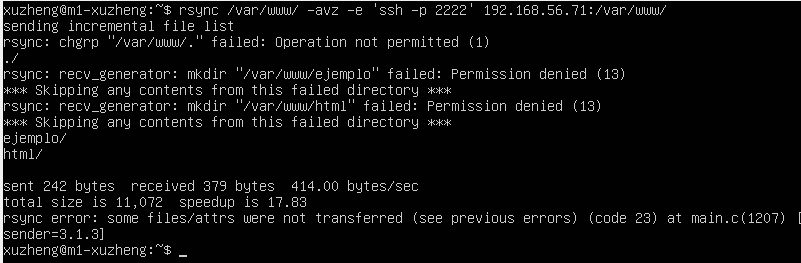 xuzheng@m1-xuzheng:~$ rsync /var/www/ -avz -e 'ssh -p 2222' 192.168.56.71:/var/www/
sending incremental file list
rsync: chgrp "/var/www/." failed: Operation not permitted (1)
./
rsync: recv_generator: mkdir "/var/www/ejemplo" failed: Permission denied (13)
*** Skipping any contents from this failed directory ***
rsync: recv_generator: mkdir "/var/www/html" failed: Permission denied (13)
*** Skipping any contents from this failed directory ***
ejemplo/
html/

sent 242 bytes  received 379 bytes  414.00 bytes/sec
total size is 11,072  speedup is 17.83
rsync error: some files/attrs were not transferred (see previous errors) (code 23) at main.c(1207) [
sender=3.1.3]
xuzheng@m1-xuzheng:~$ _